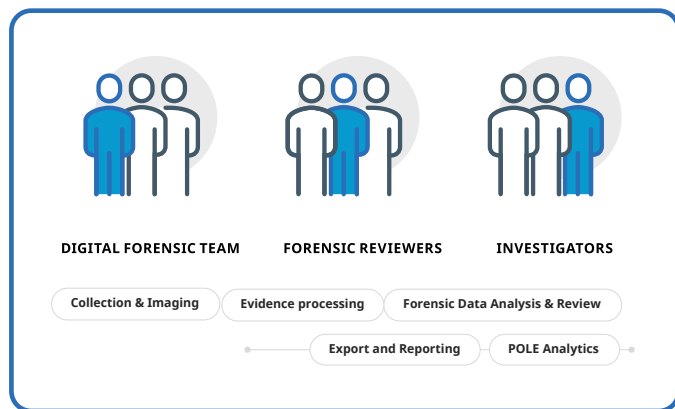 DIGITAL FORENSIC TEAM
FORENSIC REVIEWERS
INVESTIGATORS
Collection & Imaging
Evidence processing
Forensic Data Analysis & Review
Export and Reporting
POLE Analytics